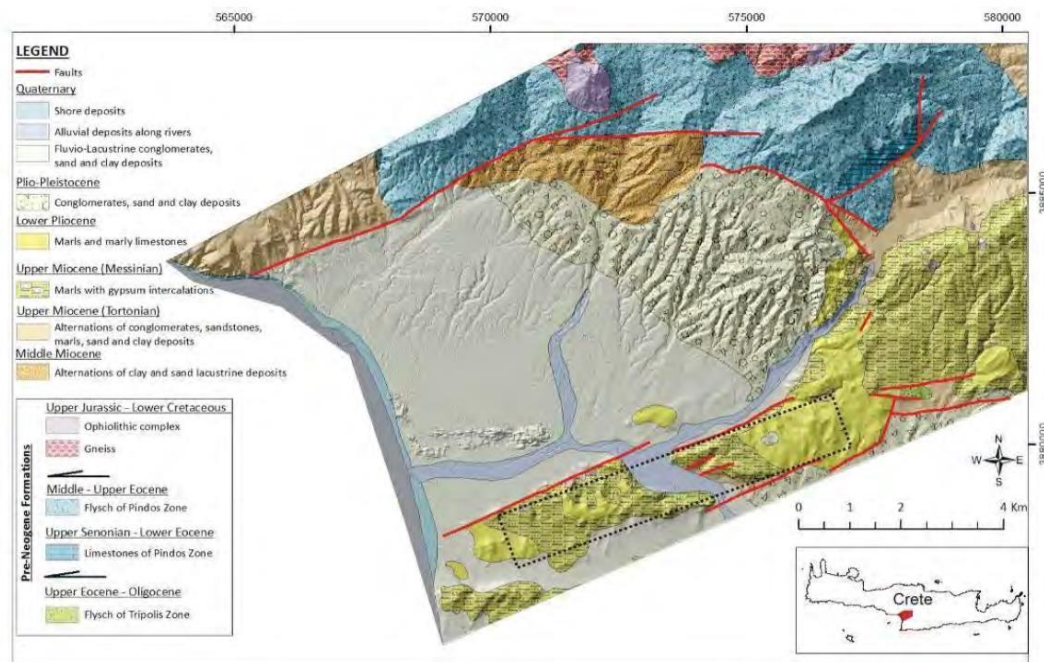 565000
570000
575000
580000
LEGEND
Faults
Quaternary
Shore deposits
Alluvial deposits along rivers
Fluvio-Lacustrine conglomerates,
sand and clay deposits
Plio-Pleistocene
Conglomerates, sand and clay deposits
Lower Pliocene
Marls and marly limestones
Upper Miocene (Messinian)
Marls with gypsum intercalations
Upper Miocene (Tortonian)
Alternations of conglomerates, sandstones,
marls, sand and clay deposits
Middle Miocene
Alternations of clay and sand lacustrine deposits
Pre-Neogene Formations
Upper Jurassic - Lower Cretaceous
Ophiolithic complex
Gneiss
Middle - Upper Eocene
Flysch of Pindos Zone
Upper Senonian - Lower Eocene
Limestones of Pindos Zone
Upper Eocene - Oligocene
Flysch of Tripolis Zone
3885000
3880000
N
W E
S
0 1 2 4 Km
Crete